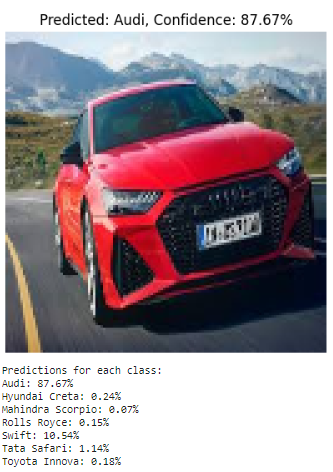 Predicted: Audi, Confidence: 87.67%
Predictions for each class:
Audi: 87.67%
Hyundai Creta: 0.24%
Mahindra Scorpio: 0.07%
Rolls Royce: 0.15%
Swift: 10.54%
Tata Safari: 1.14%
Toyota Innova: 0.18%